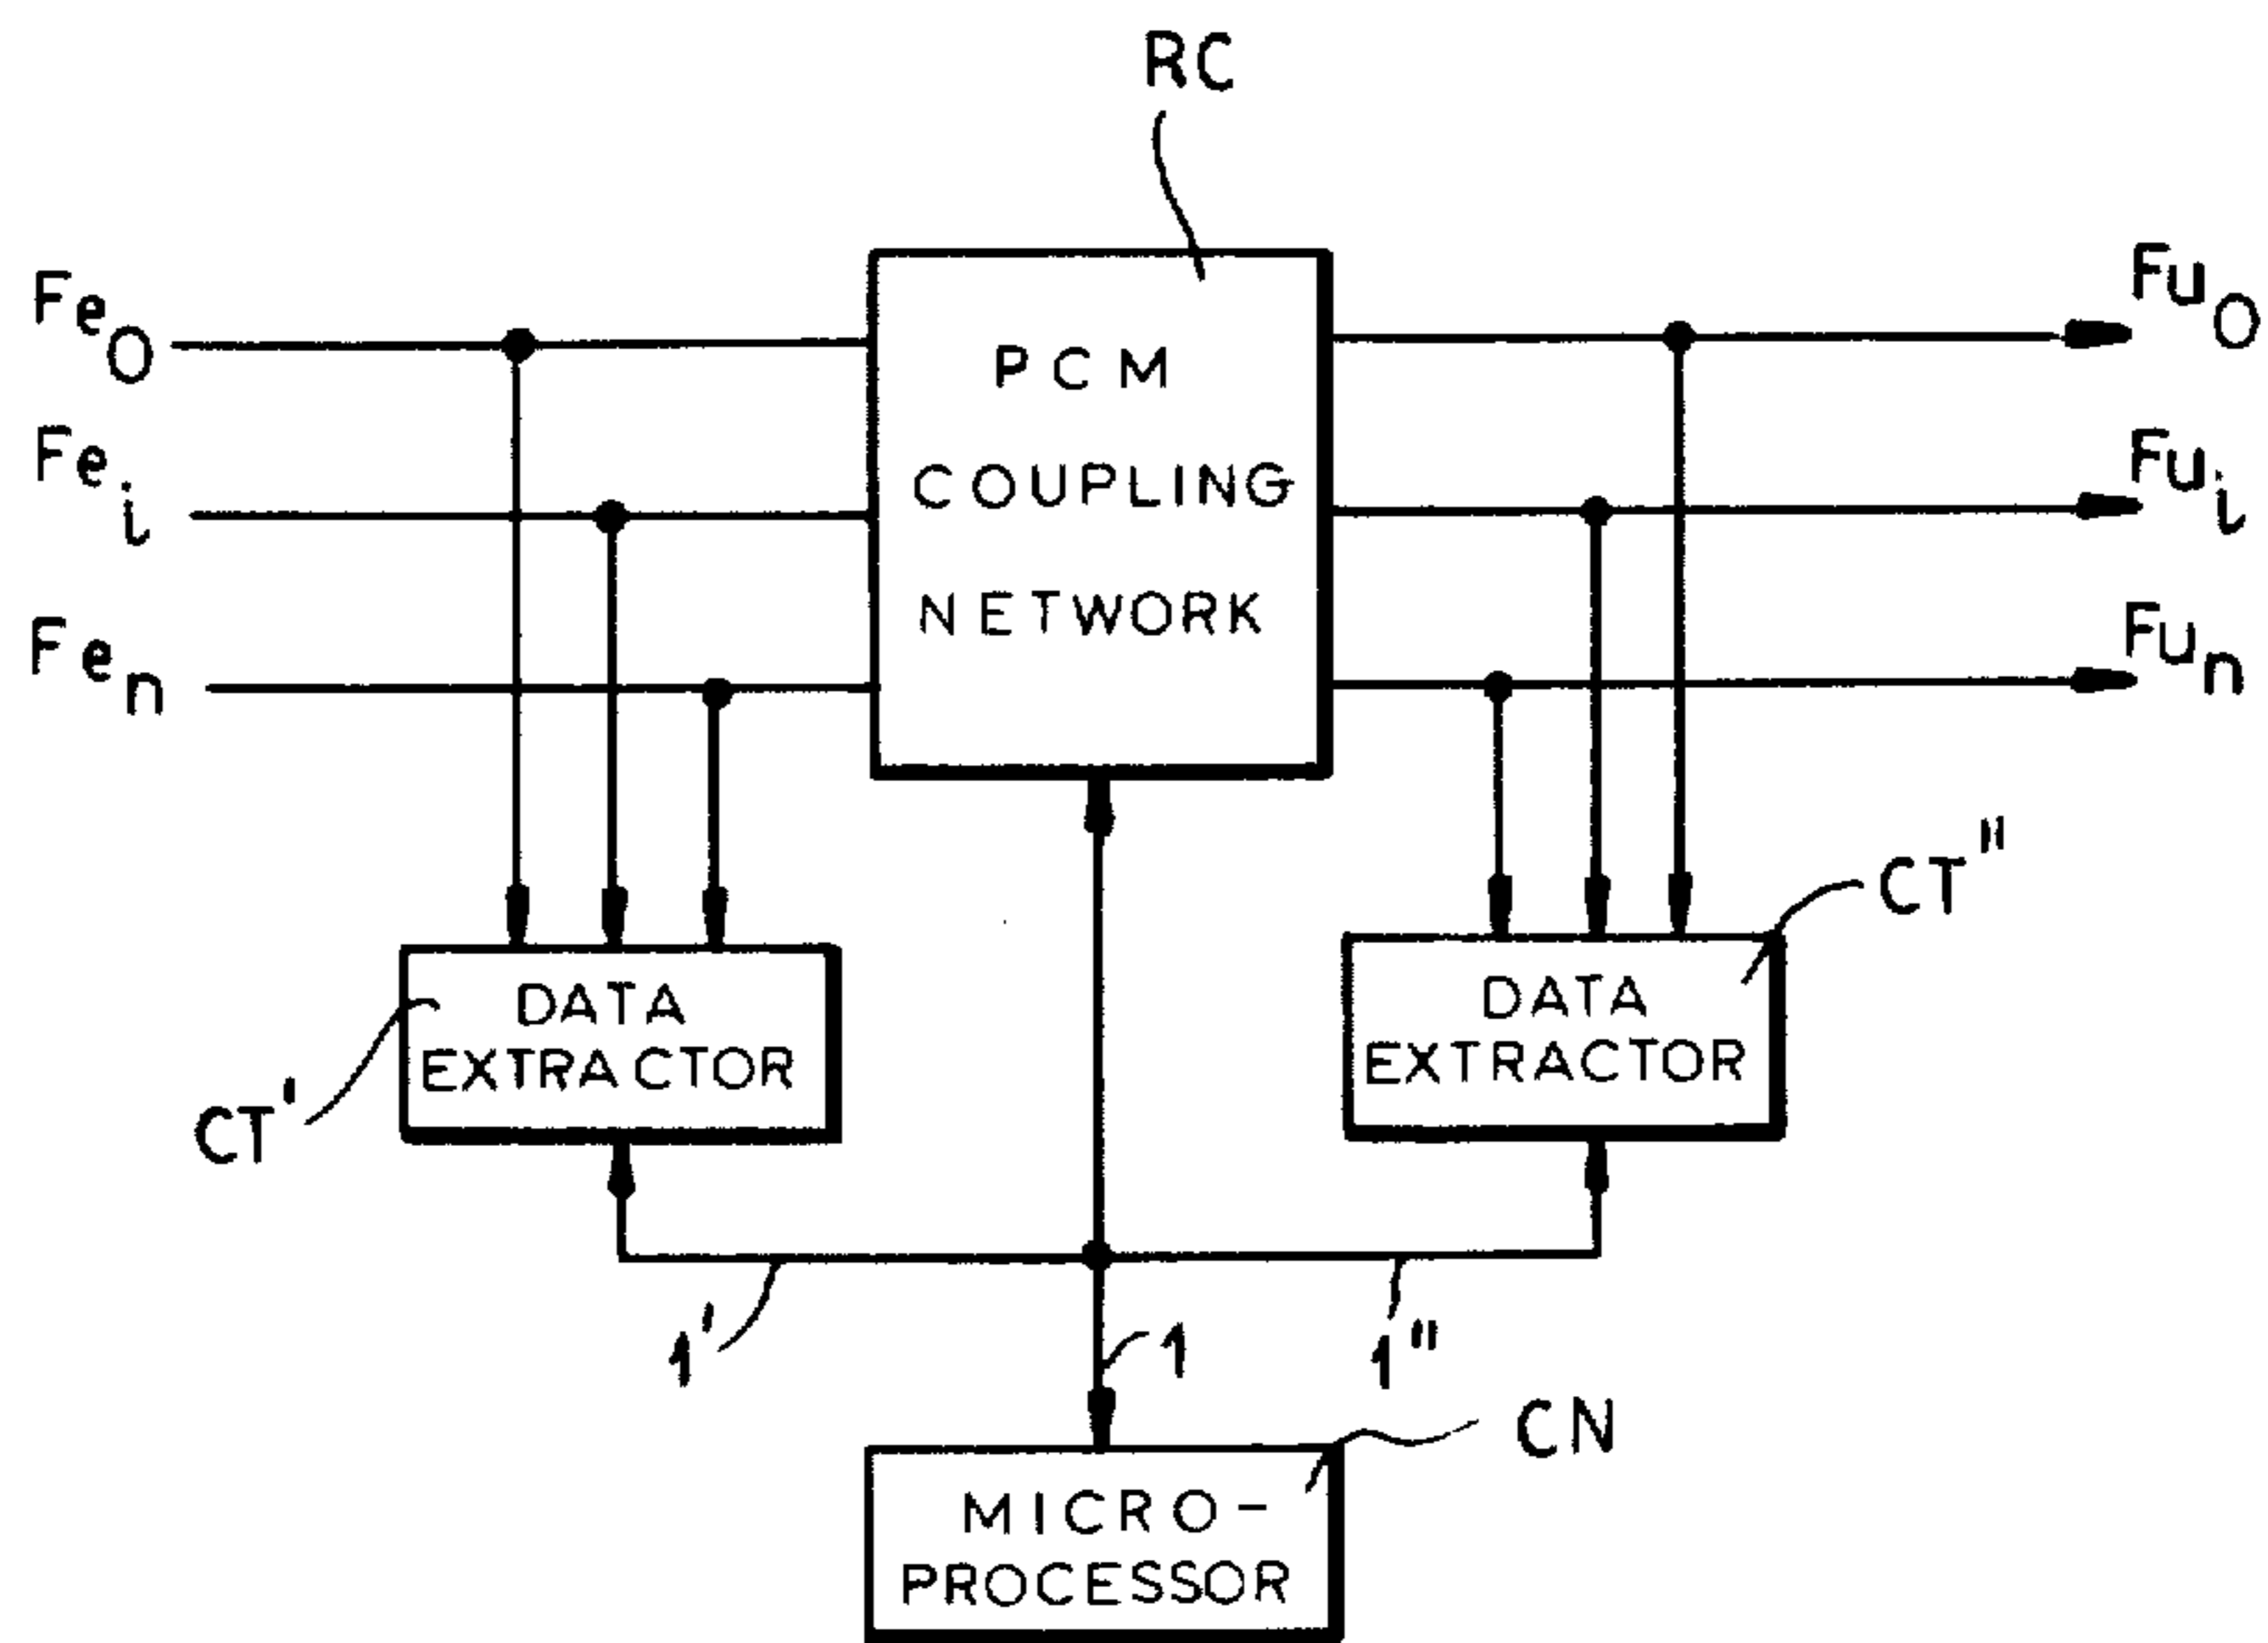 RC
Fe0
Fei
Fen
PCM
COUPLING
NETWORK
Fu0
Fui
Fun
CT'
DATA
EXTRACTOR
CT"
DATA
EXTRACTOR
1'
1
1"
CN
MICRO-
PROCESSOR